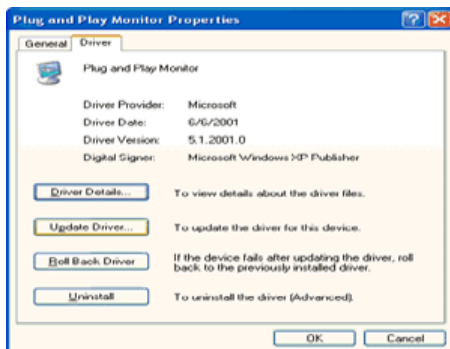 Plug and Play Monitor Properties
General Driver
Plug and Play Monitor
Driver Provider: Microsoft
Driver Date: 6/6/2001
Driver Version: 5.1.2001.0
Digital Signer: Microsoft Windows XP Publisher
Driver Details... To view details about the driver files.
Update Driver... To update the driver for this device.
Roll Back Driver If the device fails after updating the driver, roll
back to the previously installed driver.
Uninstall To uninstall the driver (Advanced).
OK Cancel